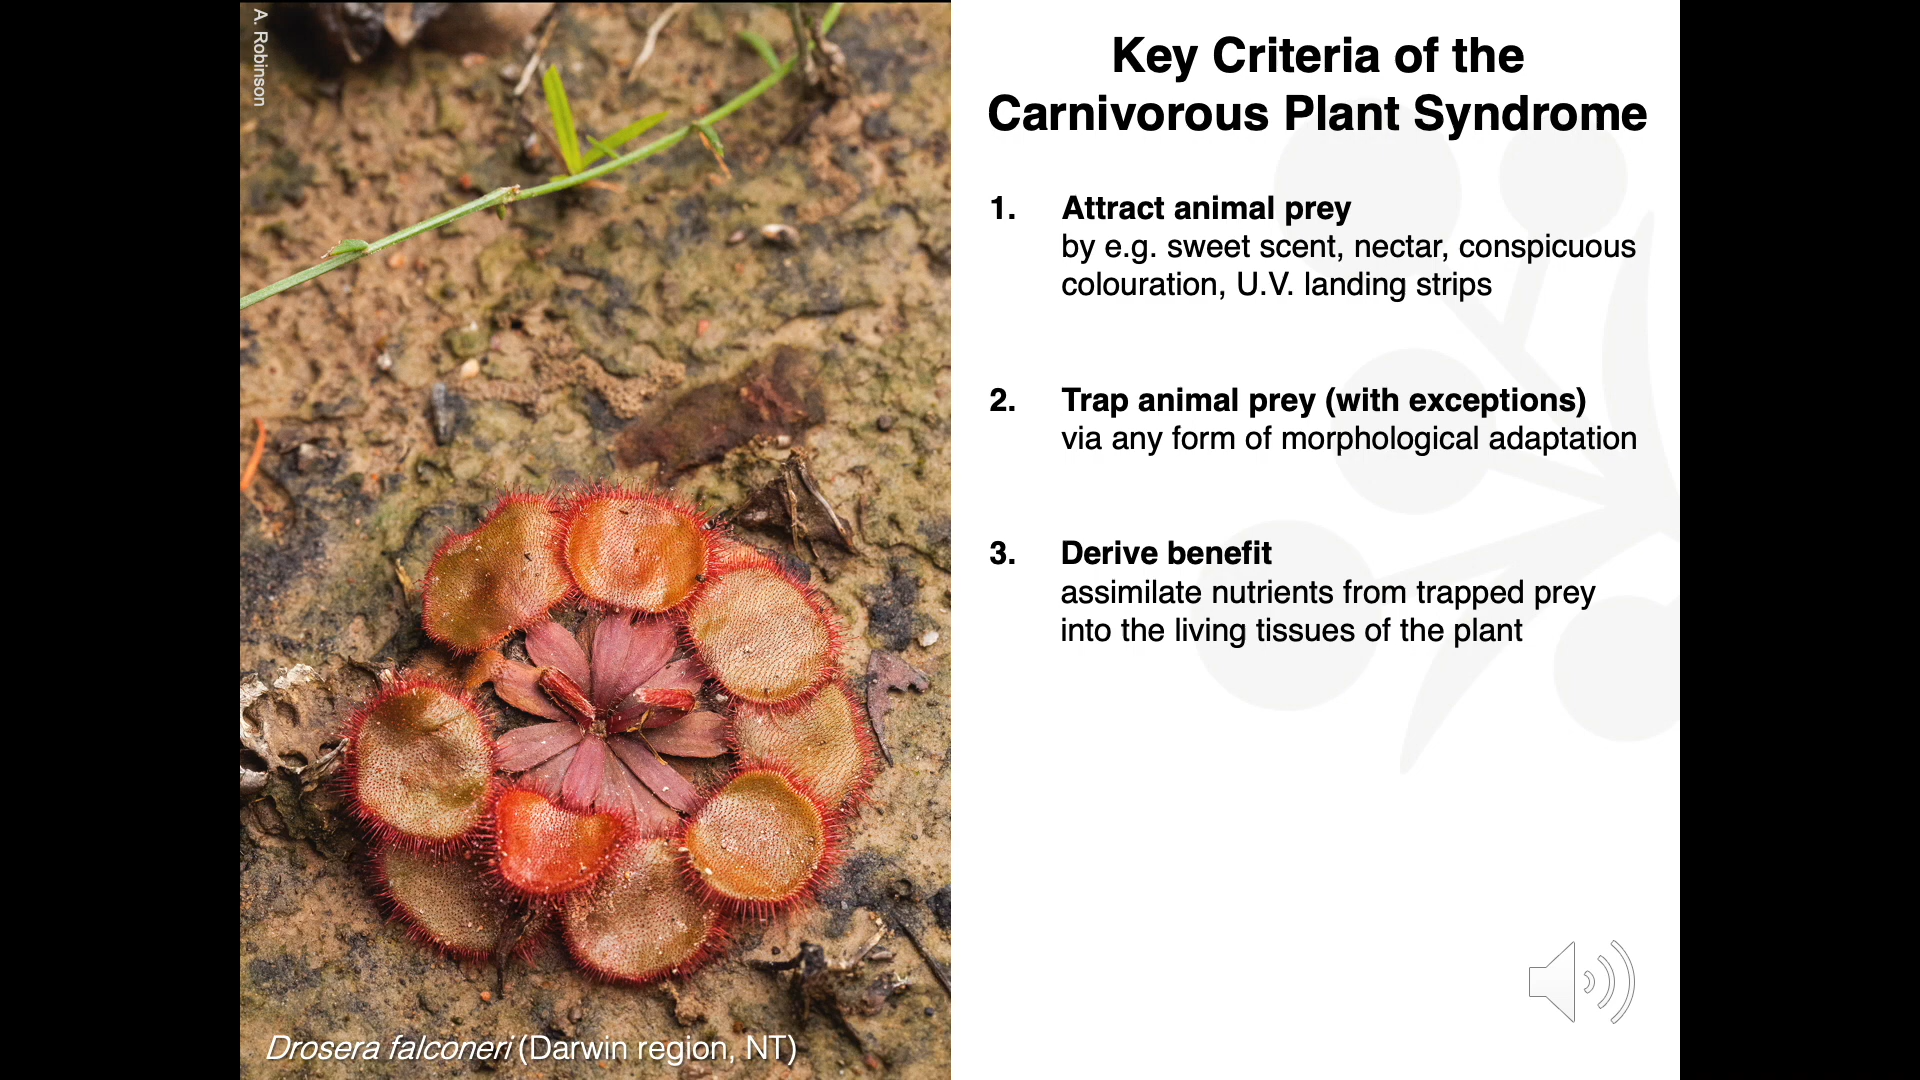 A. Robinson
Key Criteria of the
Carnivorous Plant Syndrome
1. Attract animal prey
by e.g. sweet scent, nectar, conspicuous
colouration, U.V. landing strips
2. Trap animal prey (with exceptions)
via any form of morphological adaptation
3. Derive benefit
assimilate nutrients from trapped prey
into the living tissues of the plant
Drosera falconeri (Darwin region, NT)